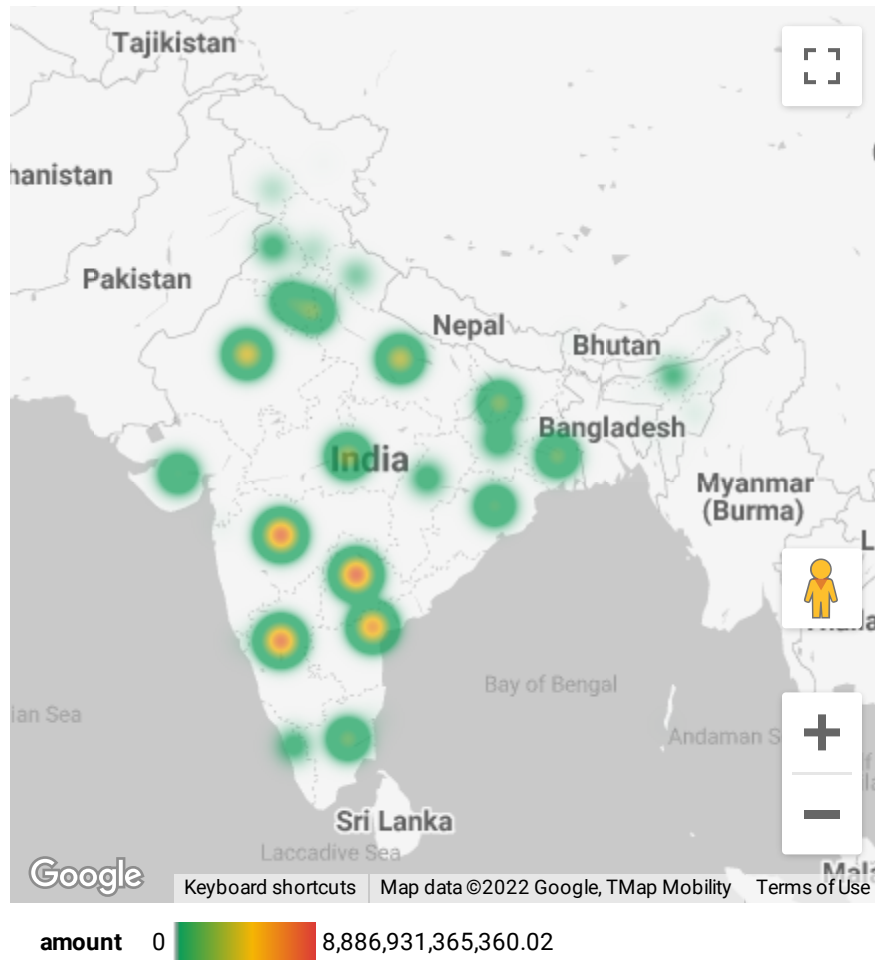 Tajikistan
hanistan
Pakistan
Nepal
Bhutan
Bangladesh
India
Myanmar
(Burma)
Bay of Bengal
ian Sea
Andaman S
Sri Lanka
Laccadive Sea
Google
Keyboard shortcuts
Map data ©2022 Google, TMap Mobility
Terms of Use
amount 0 8,886,931,365,360.02